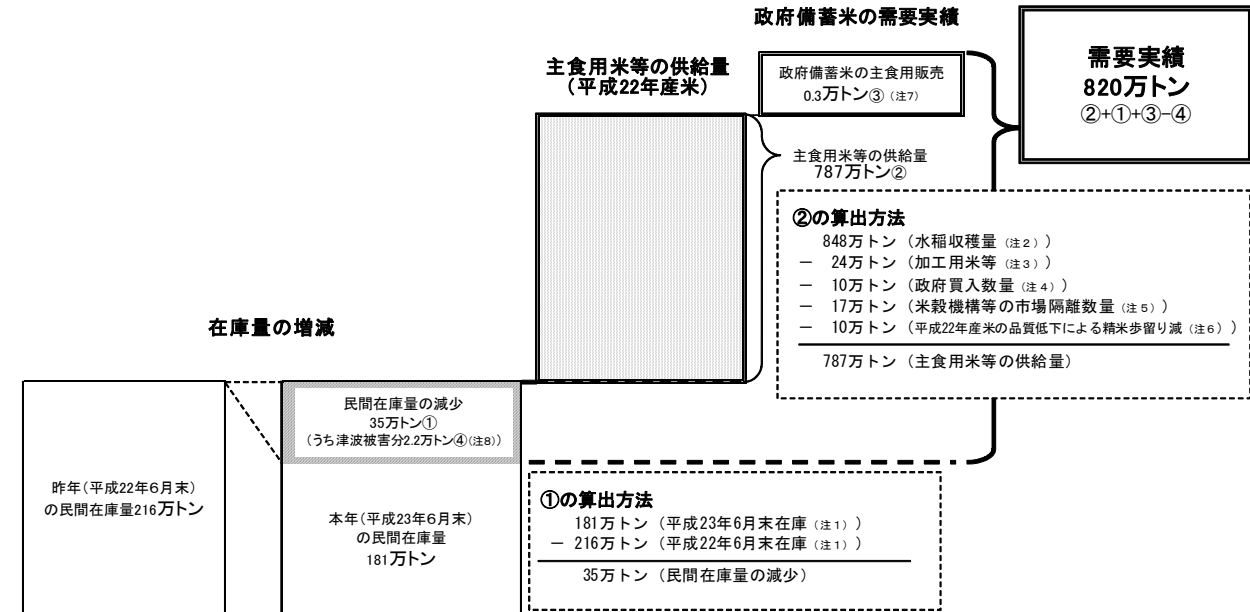 政府備蓄米の需要実績
需要実績
820万トン
②+①+③−④
主食用米等の供給量
（平成22年産米）
政府備蓄米の主食用販売
0.3万トン③（注7）
主食用米等の供給量
787万トン②
②の算出方法
848万トン（水稲収穫量（注２））
－ 24万トン（加工用米等（注３））
－ 10万トン（政府買入数量（注４））
－ 17万トン（米穀機構等の市場隔離数量（注５））
－ 10万トン（平成22年産米の品質低下による精米歩留り減（注６））
787万トン（主食用米等の供給量）
在庫量の増減
民間在庫量の減少
35万トン①
（うち津波被害分2.2万トン④（注8））
昨年（平成22年6月末）
の民間在庫量216万トン
本年（平成23年6月末）
の民間在庫量
181万トン
①の算出方法
181万トン（平成23年6月末在庫（注１））
－ 216万トン（平成22年6月末在庫（注１））
35万トン（民間在庫量の減少）